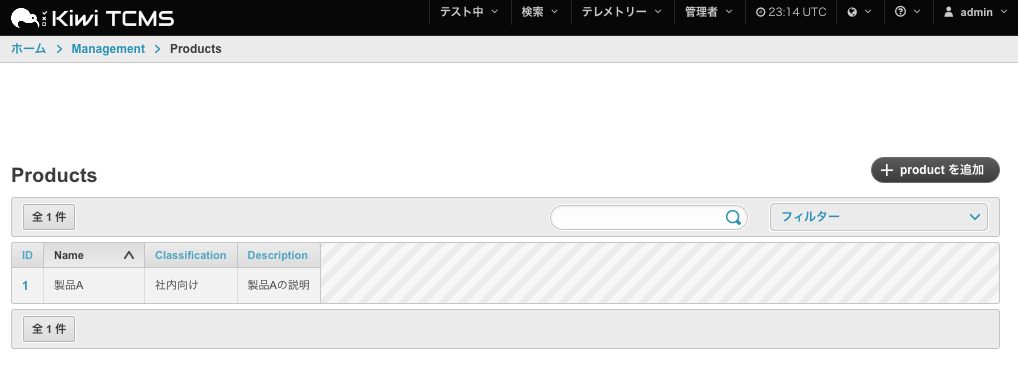 Kiwi TCMS テスト中 検索 テレメトリー 管理者 23:14 UTC admin
ホーム > Management > Products
Products
+ product を追加
全 1 件 フィルター
ID Name Classification Description
1 製品A 社内向け 製品Aの説明
全 1 件